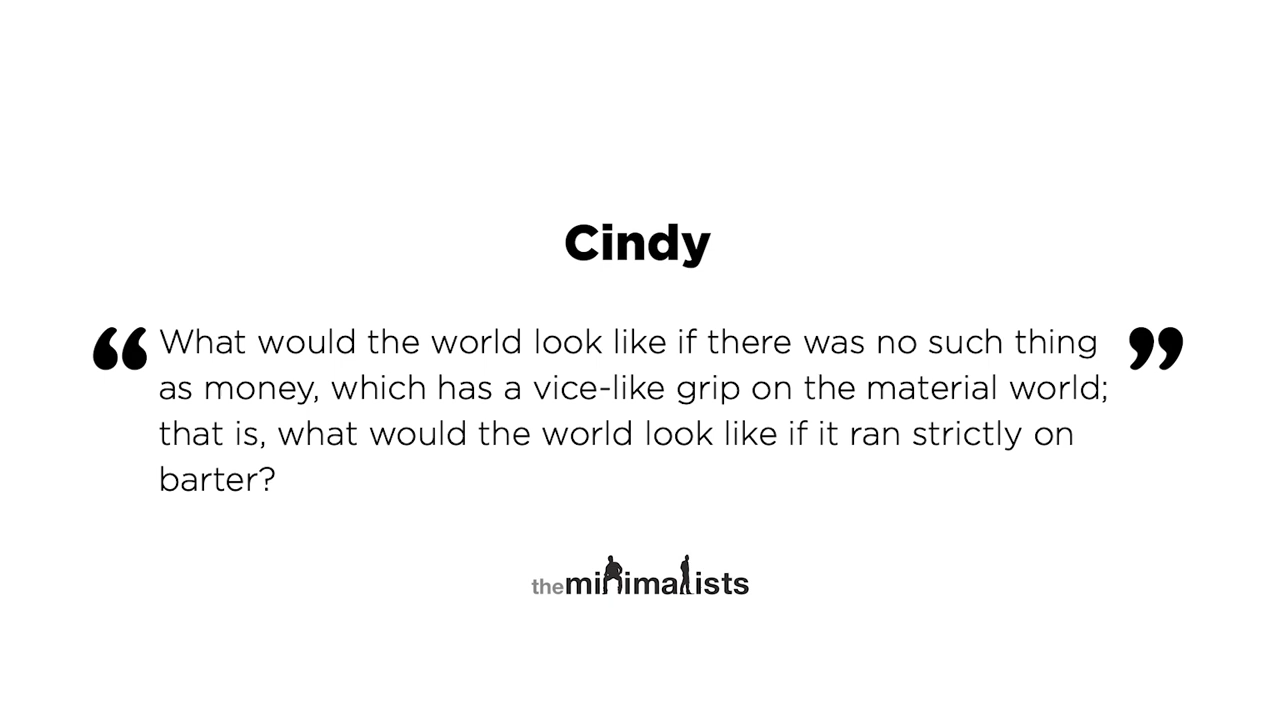 Cindy
“What would the world look like if there was no such thing”
as money, which has a vice-like grip on the material world;
that is, what would the world look like if it ran strictly on
barter?
theminimalists